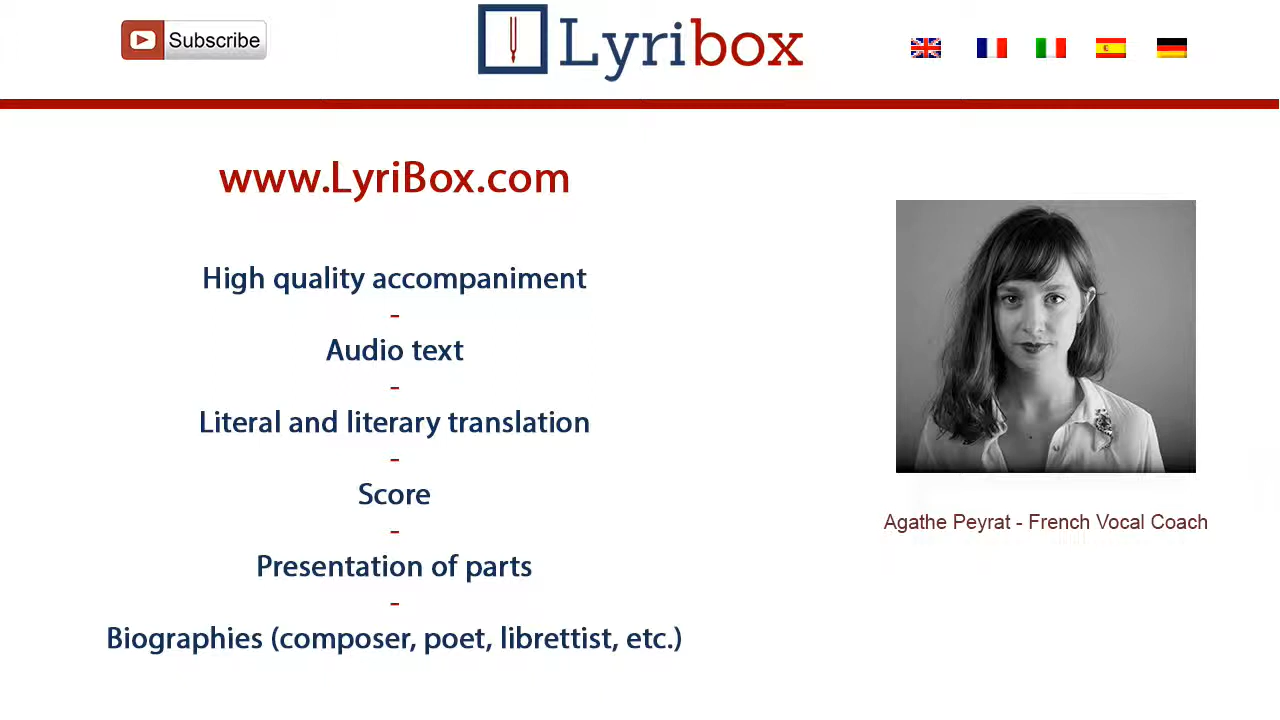 Subscribe
Lyribox
www.LyriBox.com
High quality accompaniment
-
Audio text
-
Literal and literary translation
-
Score
-
Presentation of parts
-
Biographies (composer, poet, librettist, etc.)
Agathe Peyrat - French Vocal Coach